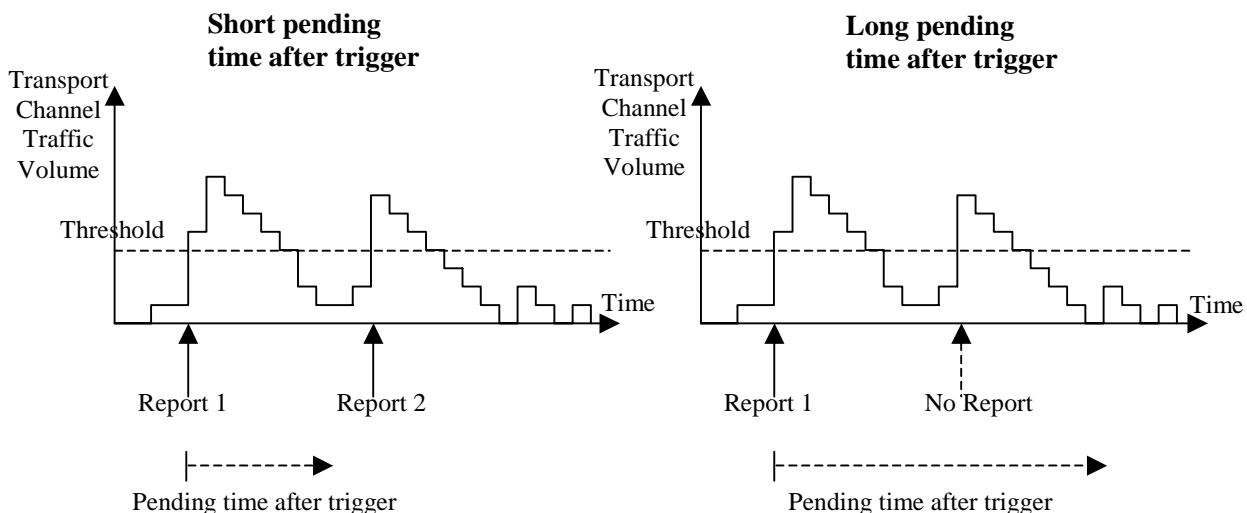 Short pending
time after trigger
Transport
Channel
Traffic
Volume
Threshold
Time
Report 1
Report 2
Pending time after trigger
Long pending
time after trigger
Transport
Channel
Traffic
Volume
Threshold
Time
Report 1
No Report
Pending time after trigger